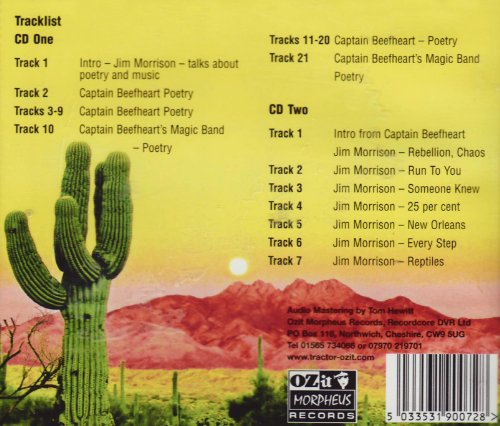 Tracklist
CD One
Track 1 Intro – Jim Morrison – talks about
poetry and music
Track 2 Captain Beefheart Poetry
Tracks 3-9 Captain Beefheart Poetry
Track 10 Captain Beefheart's Magic Band
– Poetry
Tracks 11-20 Captain Beefheart – Poetry
Track 21 Captain Beefheart's Magic Band
Poetry
CD Two
Track 1 Intro from Captain Beefheart
Jim Morrison – Rebellion, Chaos
Track 2 Jim Morrison – Run To You
Track 3 Jim Morrison – Someone Knew
Track 4 Jim Morrison – 25 per cent
Track 5 Jim Morrison – New Orleans
Track 6 Jim Morrison – Every Step
Track 7 Jim Morrison – Reptiles
Audio Mastering by Tom Hewitt
Ozit Morpheus Records, Recordcore DVR Ltd
PO Box 116, Northwich, Cheshire, CW9 5UG
Tel 01565 734066 or 07970 219701
www.tractor-ozit.com
OZit
MORPHEUS
RECORDS
5 033531 900728 >